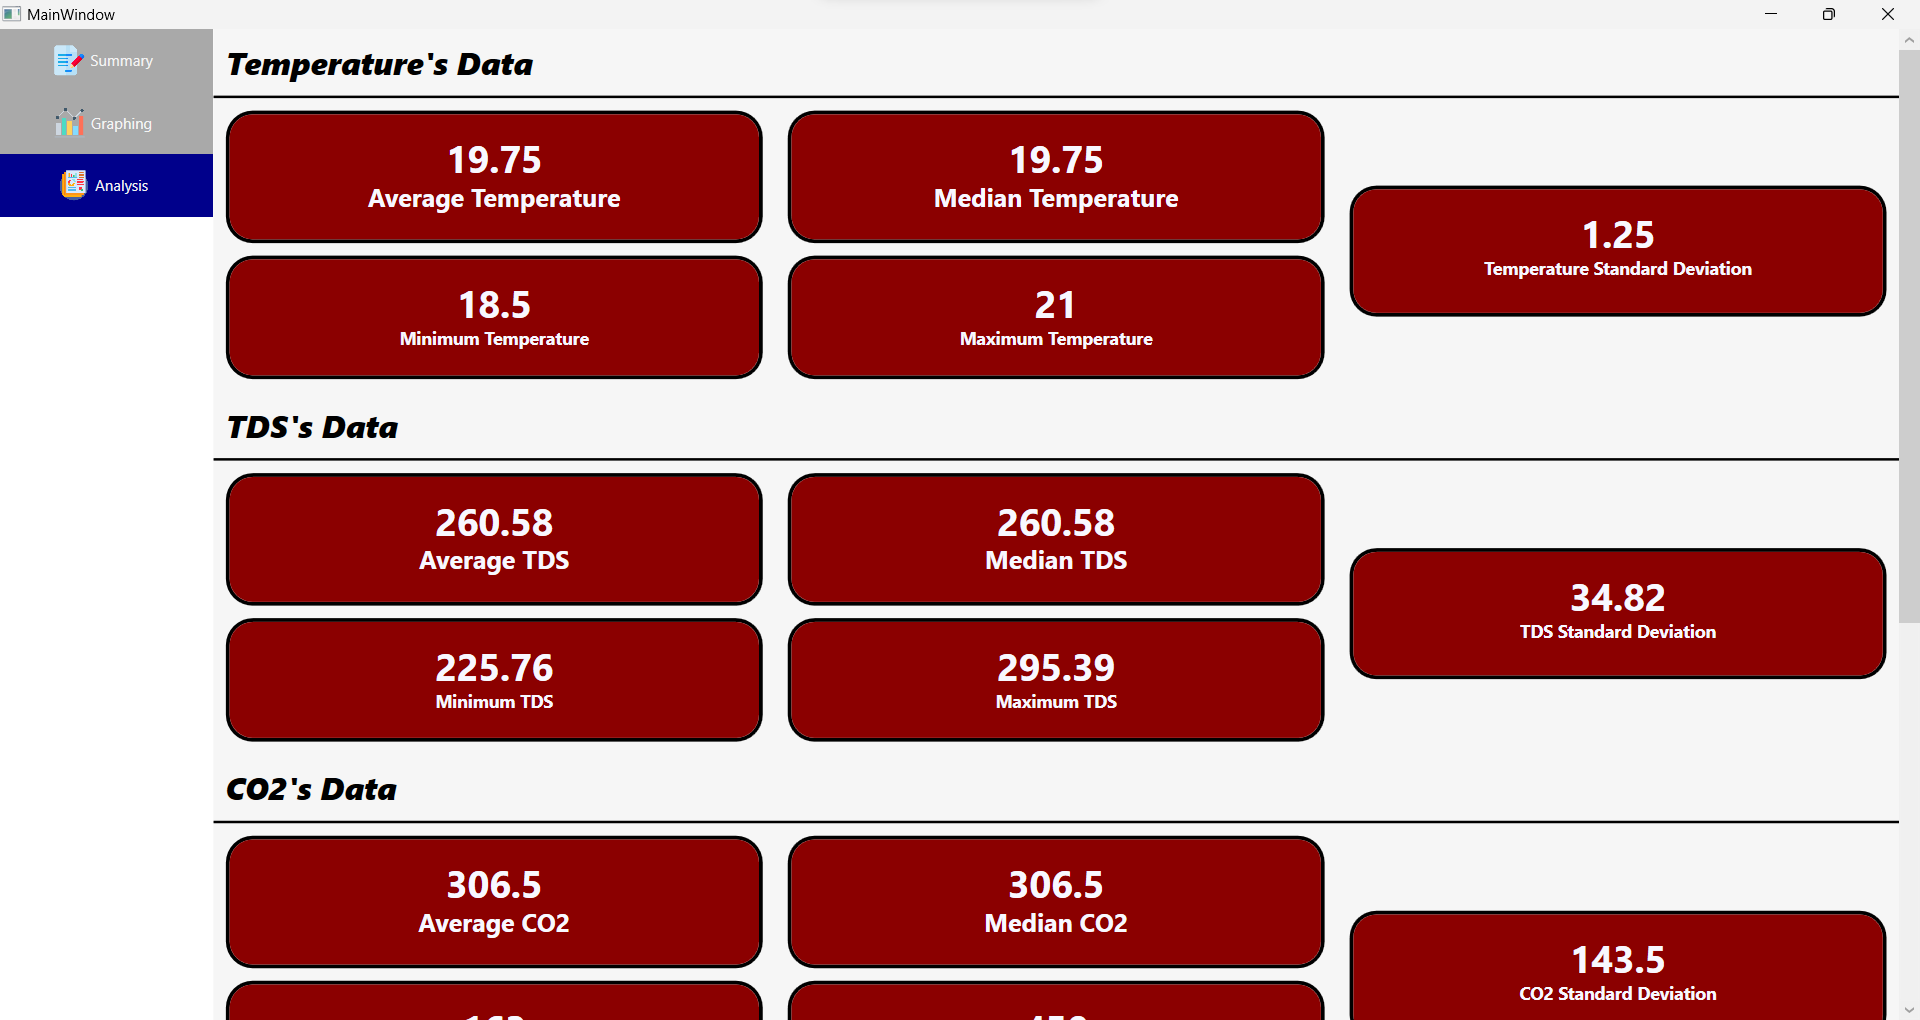 MainWindow
Summary
Graphing
Analysis
Temperature's Data
19.75
Average Temperature
19.75
Median Temperature
1.25
Temperature Standard Deviation
18.5
Minimum Temperature
21
Maximum Temperature
TDS's Data
260.58
Average TDS
260.58
Median TDS
34.82
TDS Standard Deviation
225.76
Minimum TDS
295.39
Maximum TDS
CO2's Data
306.5
Average CO2
306.5
Median CO2
143.5
CO2 Standard Deviation